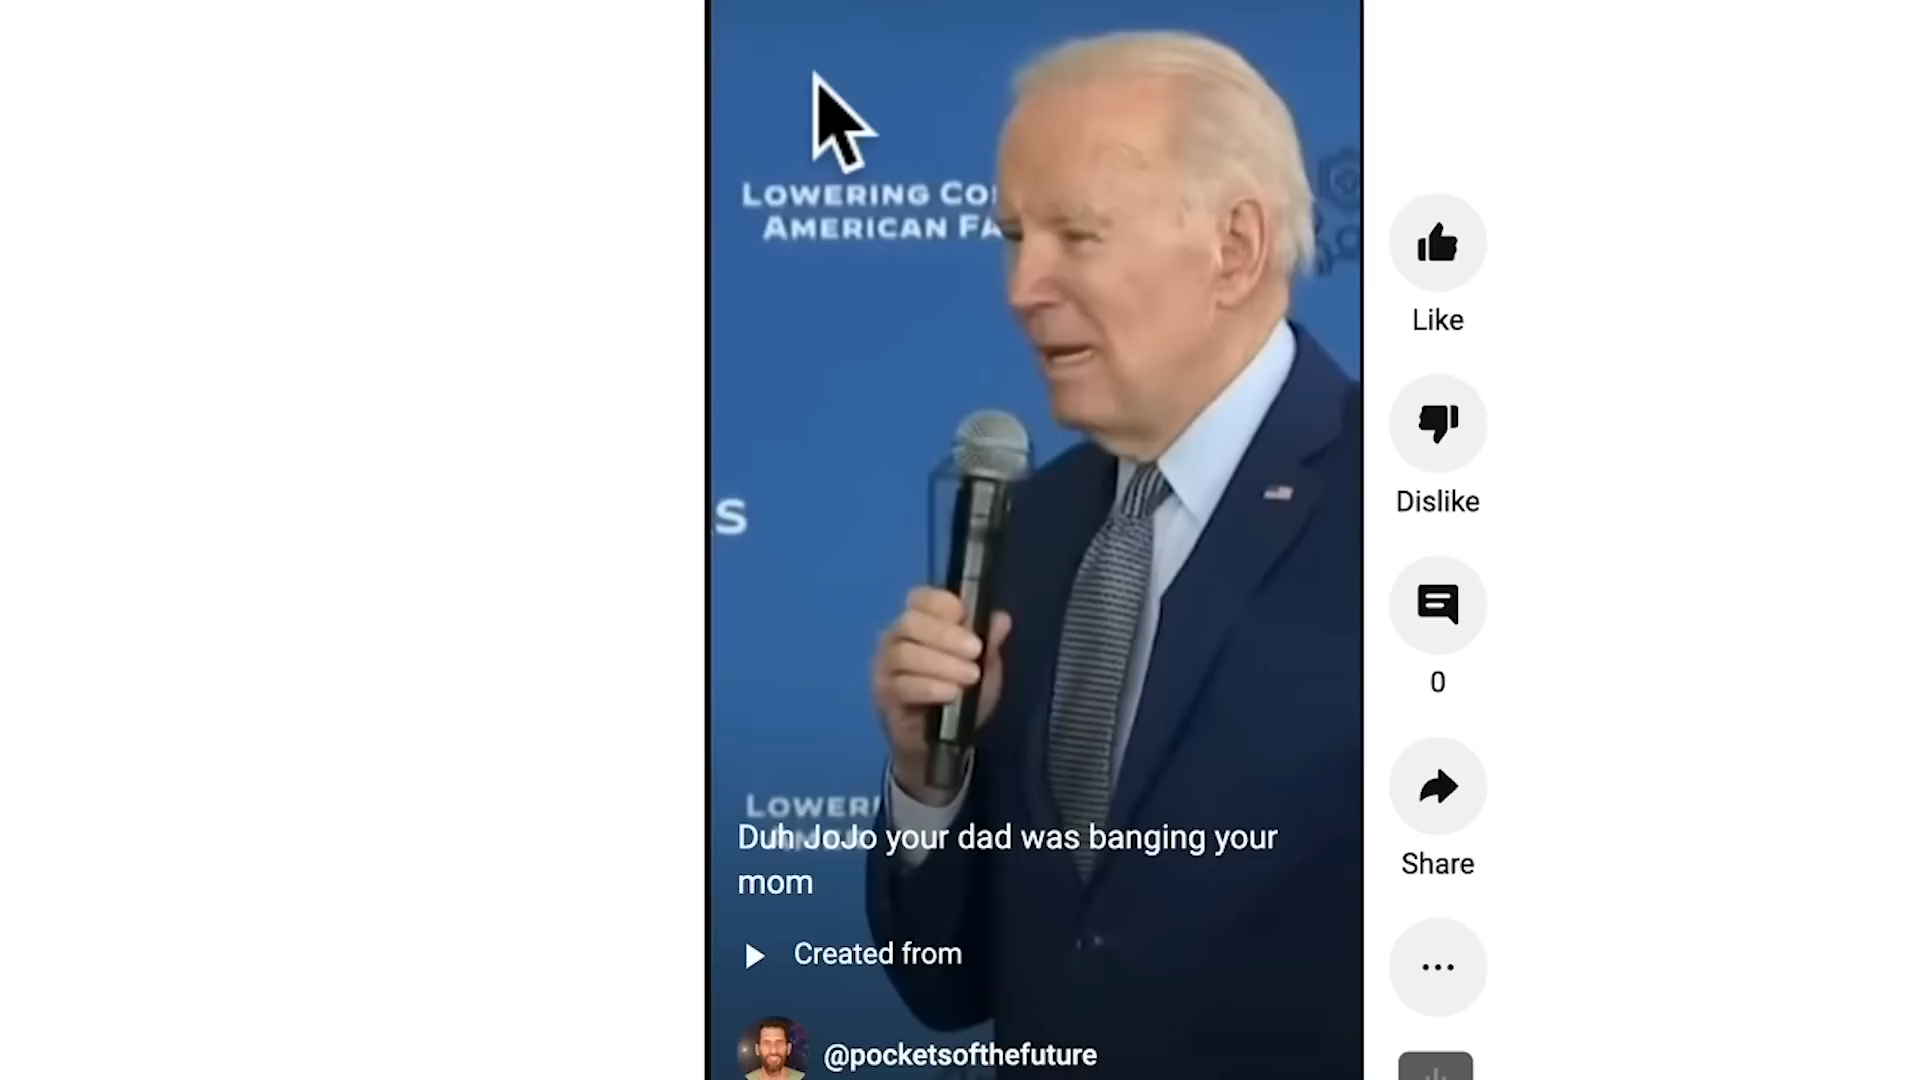 LOWERING CO
AMERICAN FA
S
LOWER
Duh JoJo your dad was banging your
mom
Created from
@pocketsofthefuture
Like
Dislike
0
Share